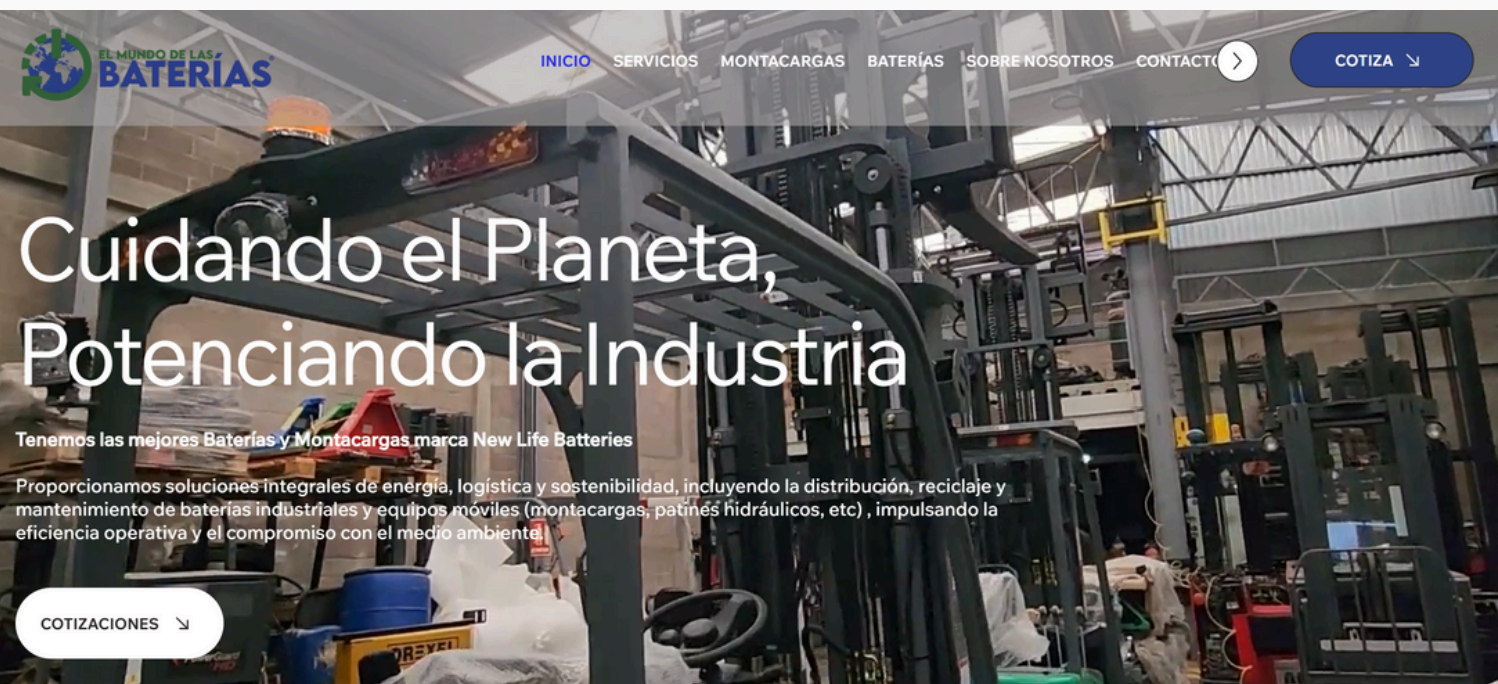 EL MUNDO DE LAS
BATERÍAS
INICIO SERVICIOS MONTACARGAS BATERÍAS SOBRE NOSOTROS CONTACTO
COTIZA
Cuidando el Planeta,
Potenciando la Industria
Tenemos las mejores Baterías y Montacargas marca New Life Batteries
Proporcionamos soluciones integrales de energía, logística y sostenibilidad, incluyendo la distribución, reciclaje y
mantenimiento de baterías industriales y equipos móviles (montacargas, patines hidráulicos, etc) , impulsando la
eficiencia operativa y el compromiso con el medio ambiente.
COTIZACIONES
DREXEL